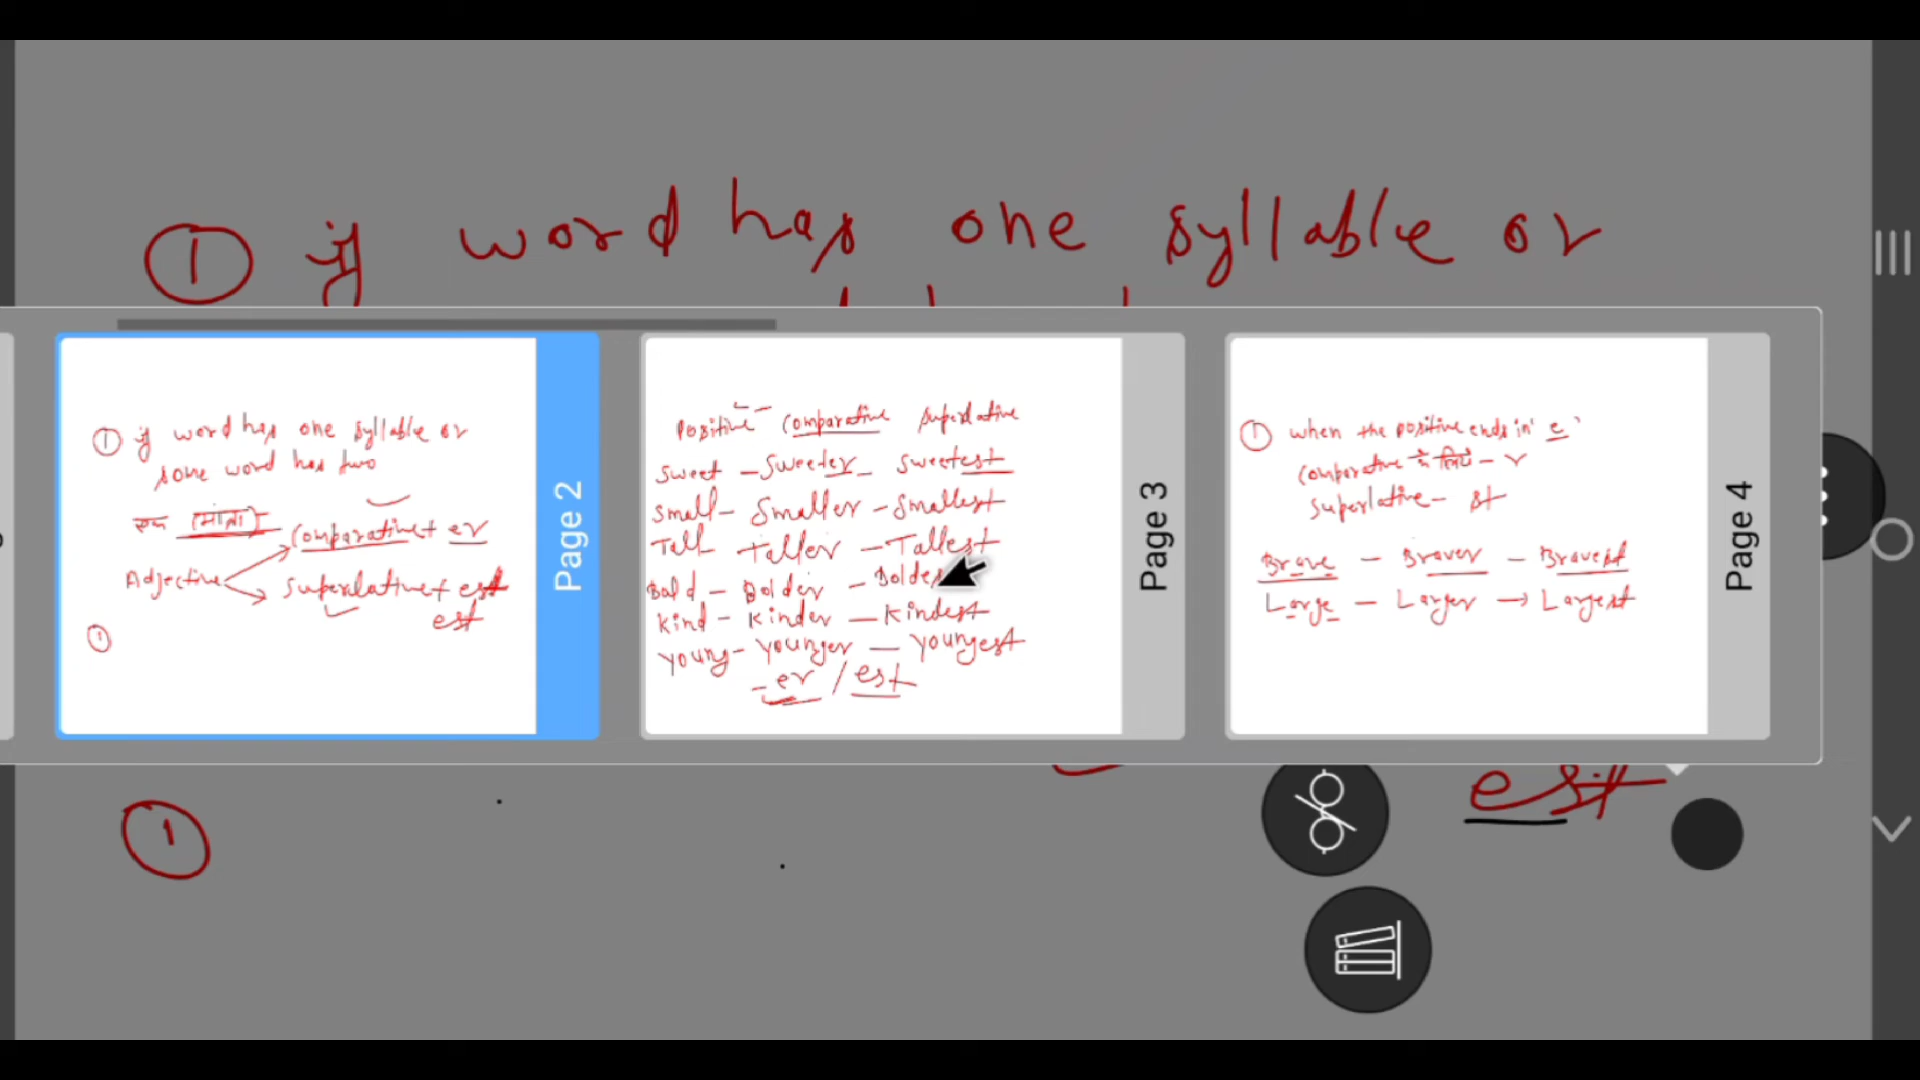 ① if word has one syllable or
① if word has one syllable or
some word has two
एक (मात्रा)
Comparative + er
Adjective
Superlative + est
est
①
Page 2
Positive Comparative Superlative
Sweet - Sweeter - Sweetest
Small - Smaller - Smallest
Tall Taller - Tallest
Bold - Bolder - Boldes
Kind - Kinder - Kindest
Young - Younger - Youngest
- er / est
Page 3
① when the positive ends in 'e'
Comparative के लिये - r
Superlative - st
Brave - Braver - Bravest
Large - Larger → Largest
Page 4
est
①